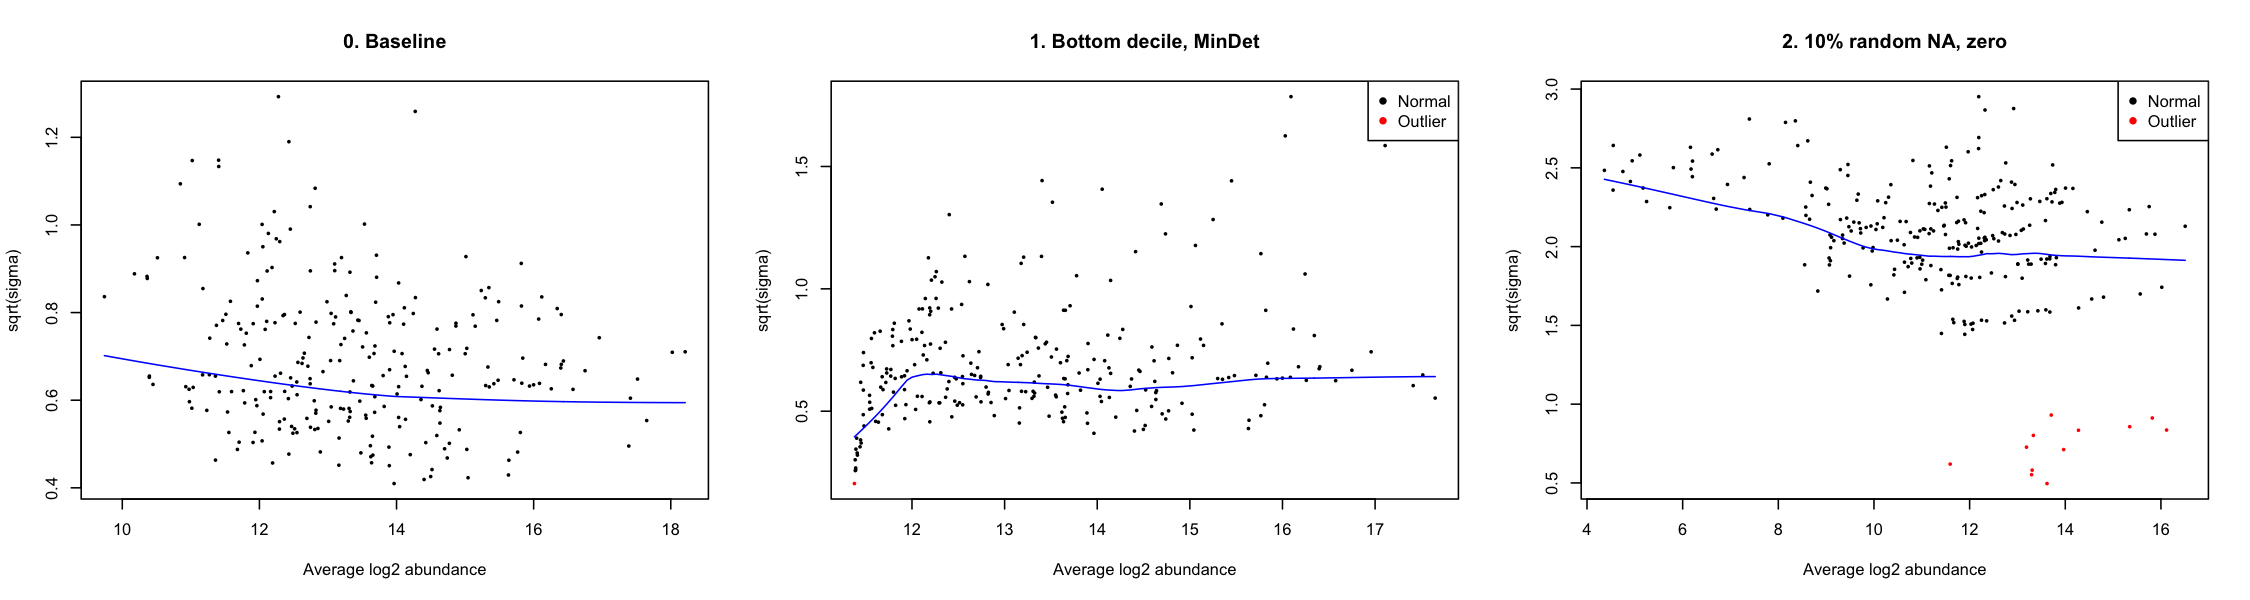 0. Baseline
sqrt(sigma)
0.4 0.6 0.8 1.0 1.2
10 12 14 16 18
Average log2 abundance
1. Bottom decile, MinDet
Normal
Outlier
sqrt(sigma)
0.5 1.0 1.5
12 13 14 15 16 17
Average log2 abundance
2. 10% random NA, zero
Normal
Outlier
sqrt(sigma)
0.5 1.0 1.5 2.0 2.5 3.0
4 6 8 10 12 14 16
Average log2 abundance